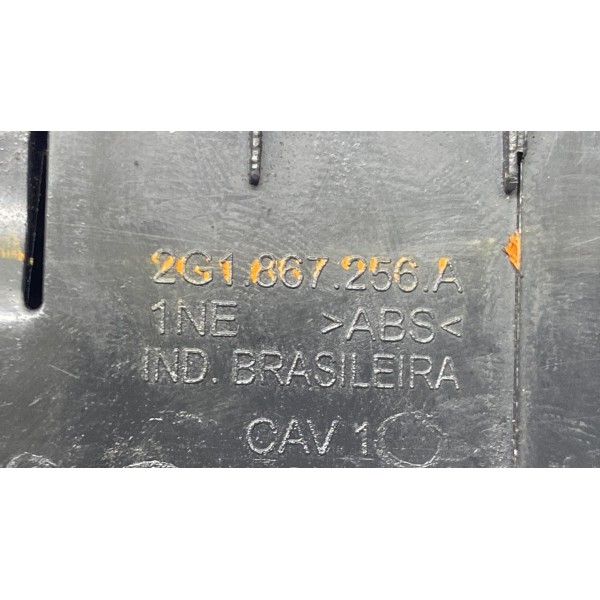 2G1.867.256.A
1NE >ABS<
IND. BRASILEIRA
CAV 1